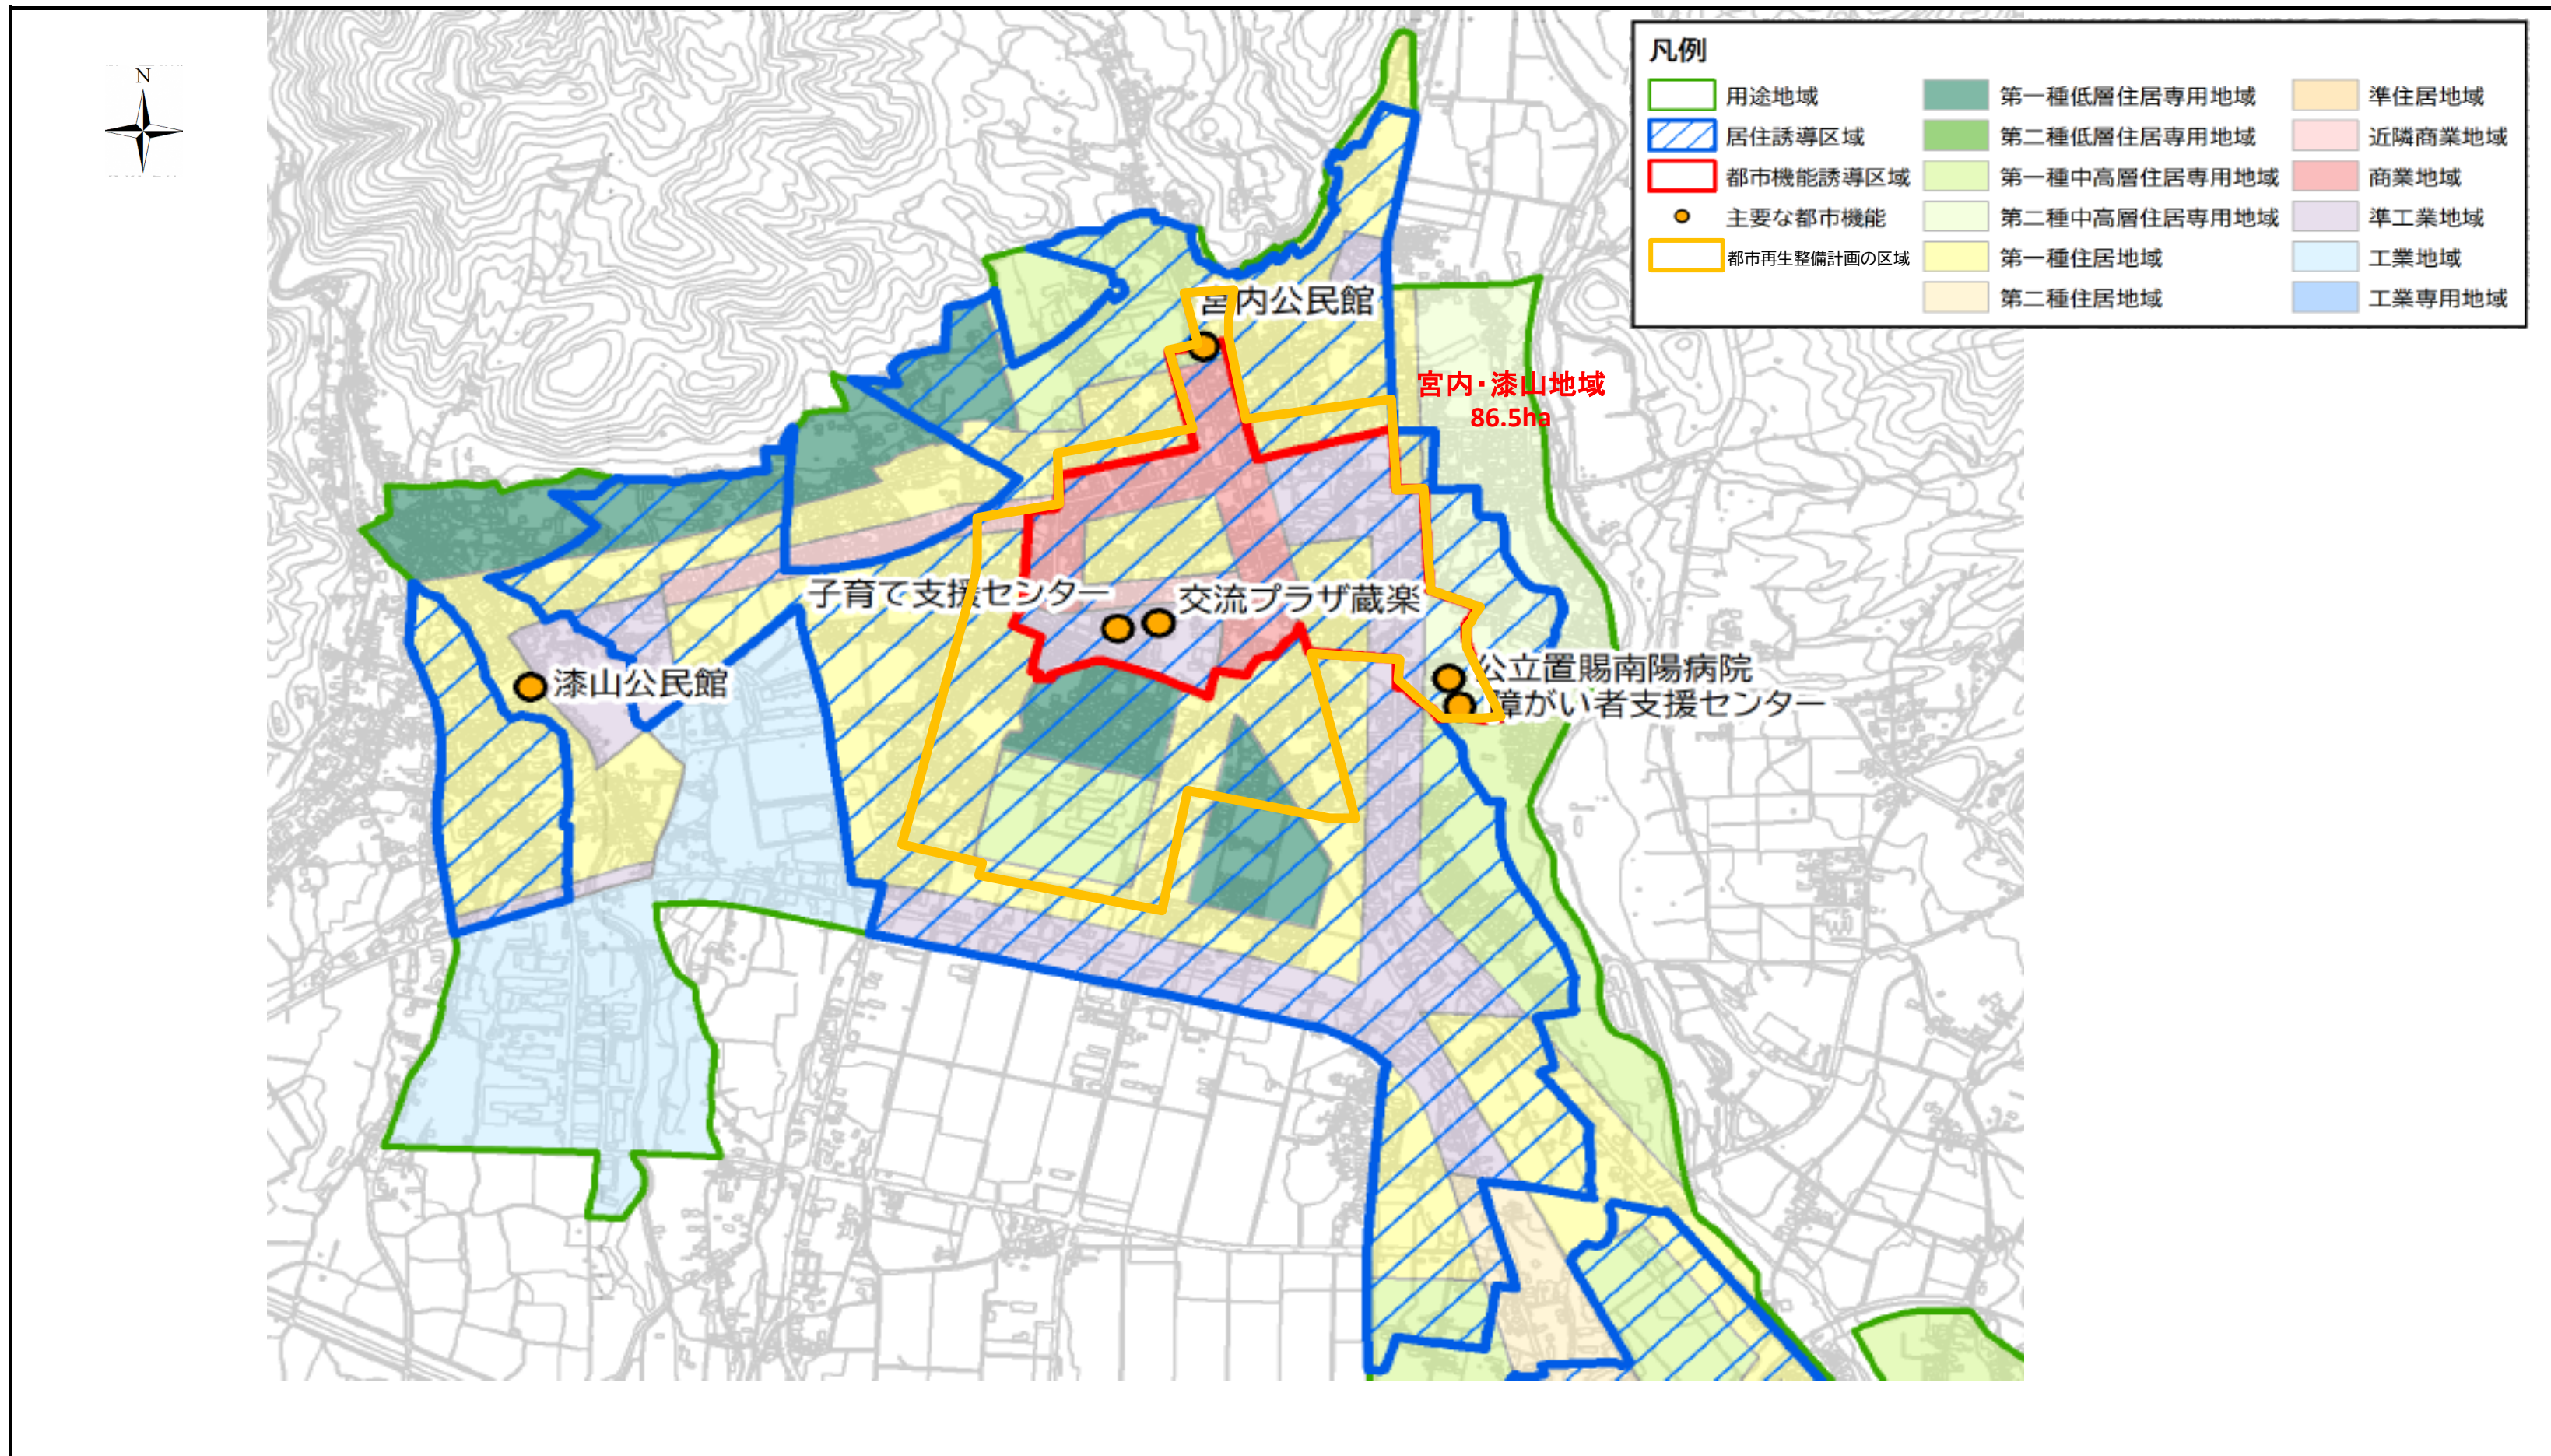 N
凡例
用途地域
居住誘導区域
都市機能誘導区域
主要な都市機能
都市再生整備計画の区域
第一種低層住居専用地域
第二種低層住居専用地域
第一種中高層住居専用地域
第二種中高層住居専用地域
第一種住居地域
第二種住居地域
準住居地域
近隣商業地域
商業地域
準工業地域
工業地域
工業専用地域
宮内公民館
宮内・漆山地域
86.5ha
子育て支援センター
交流プラザ蔵楽
漆山公民館
公立置賜南陽病院
障がい者支援センター